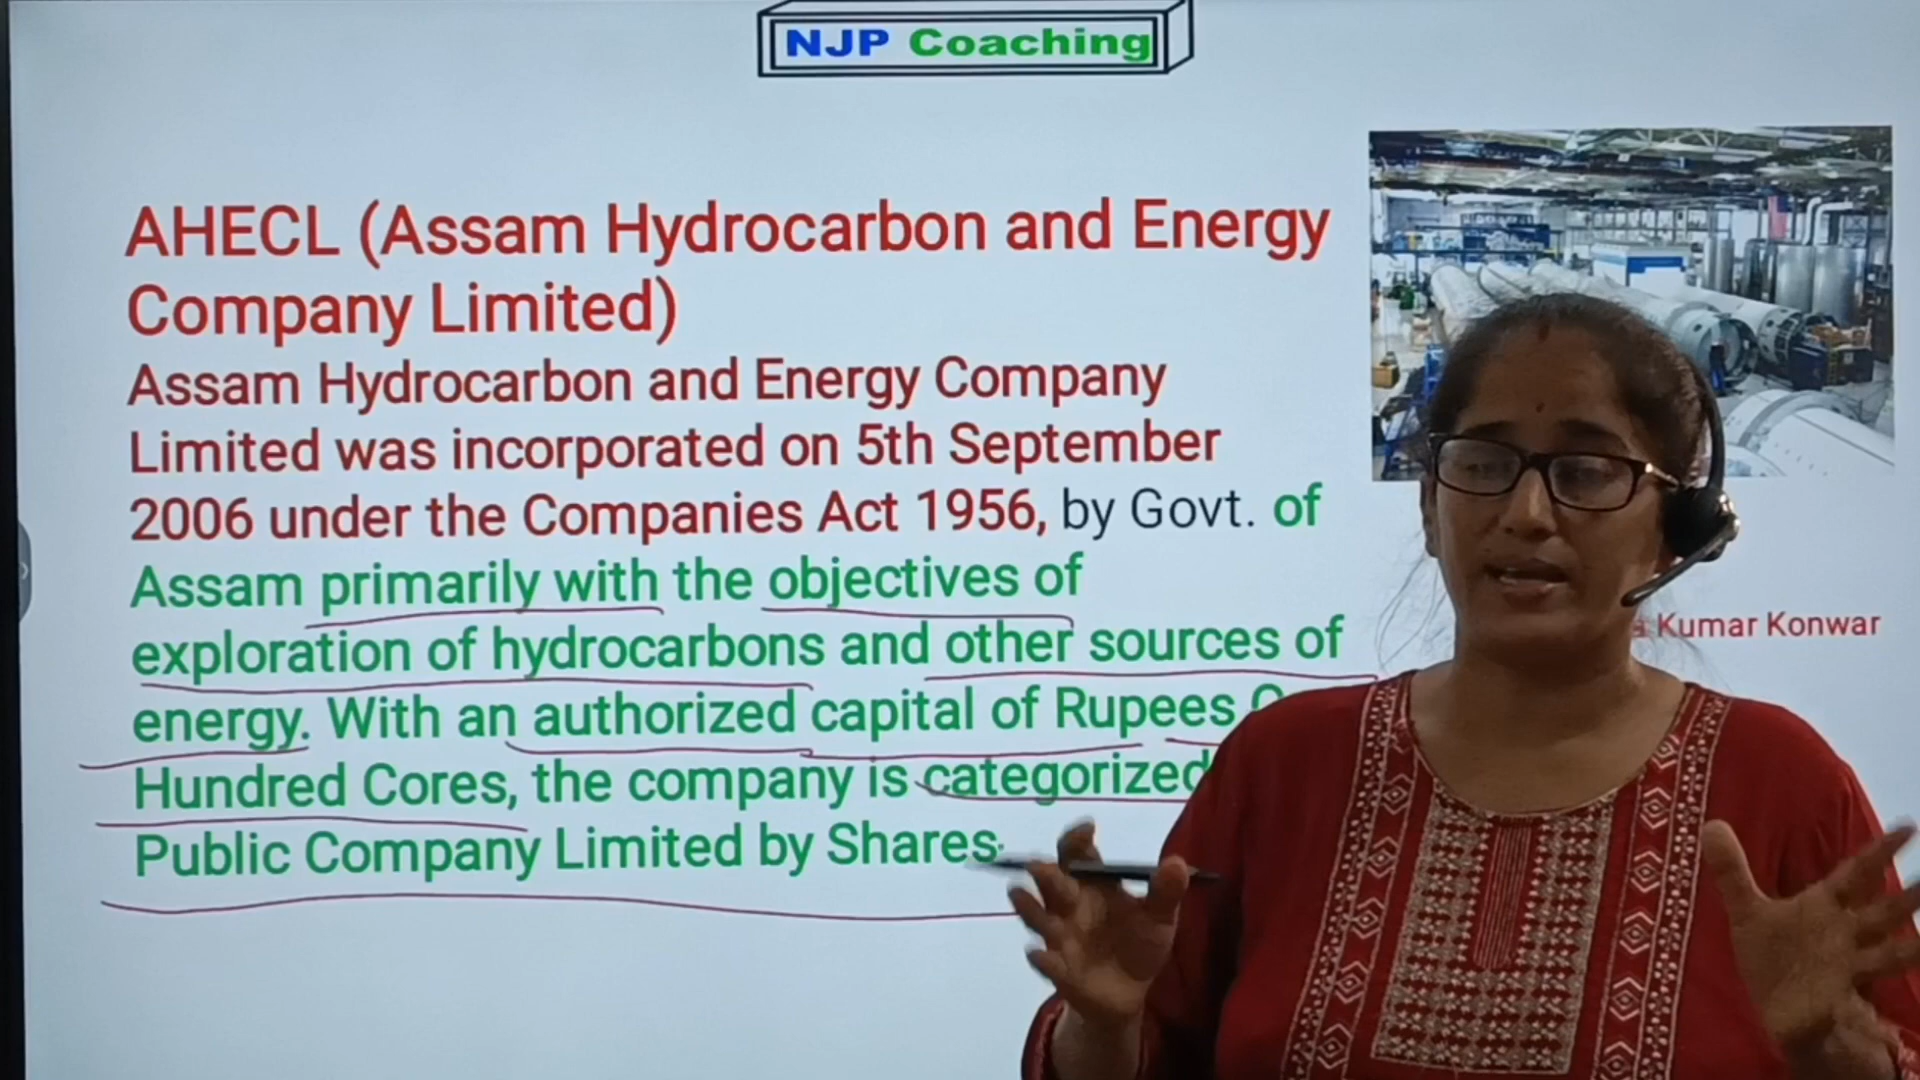 NJP Coaching
AHECL (Assam Hydrocarbon and Energy
Company Limited)
Assam Hydrocarbon and Energy Company
Limited was incorporated on 5th September
2006 under the Companies Act 1956, by Govt. of
Assam primarily with the objectives of
exploration of hydrocarbons and other sources of
energy. With an authorized capital of Rupees
Hundred Cores, the company is categorized
Public Company Limited by Shares.
Kumar Konwar